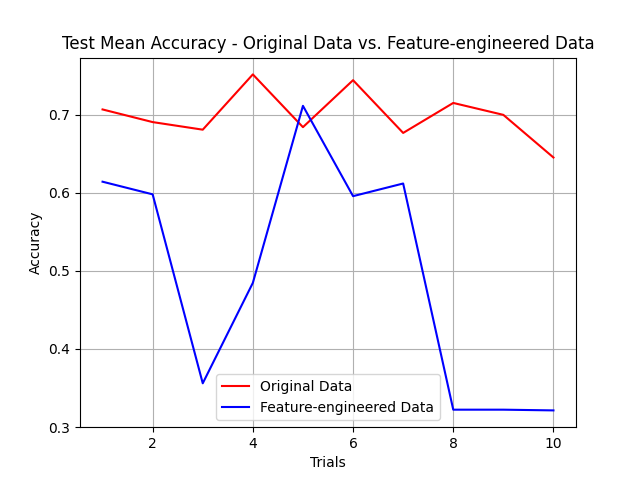 Test Mean Accuracy - Original Data vs. Feature-engineered Data
0.7
0.6
0.5
0.4
0.3
Accuracy
Original Data
Feature-engineered Data
2
4
6
8
10
Trials